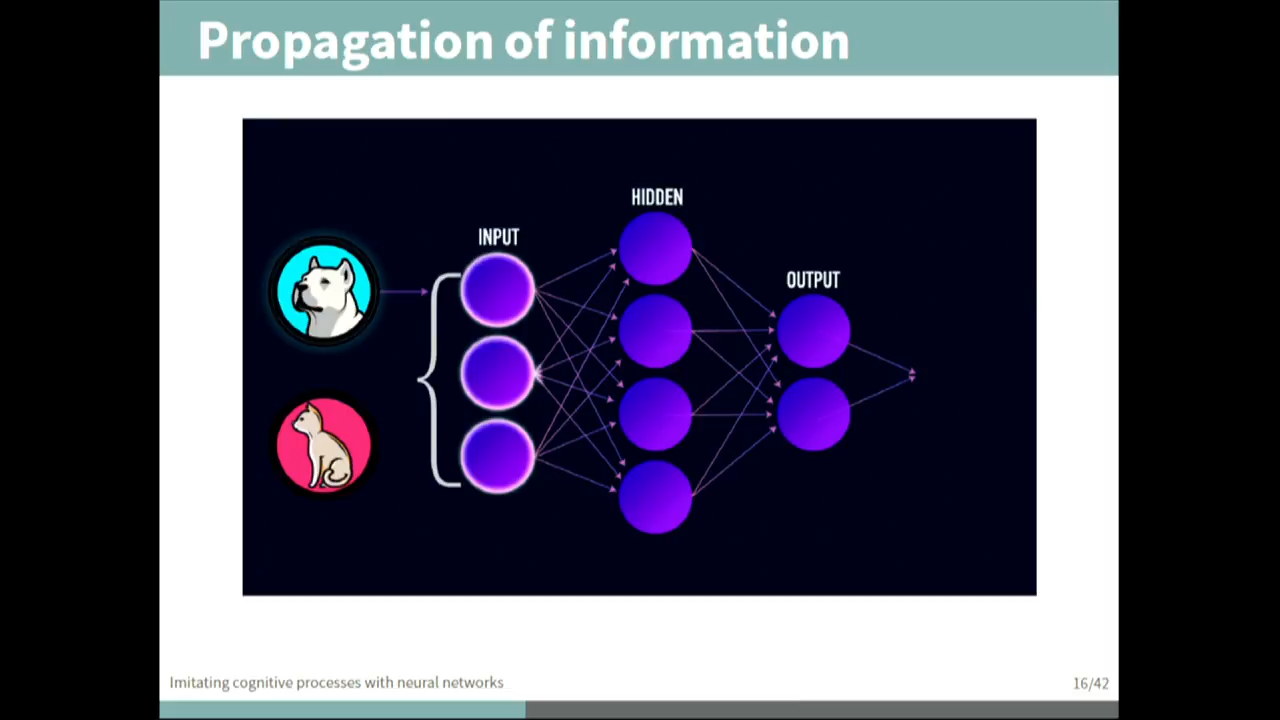 Propagation of information
HIDDEN
INPUT
OUTPUT
Imitating cognitive processes with neural networks
16/42